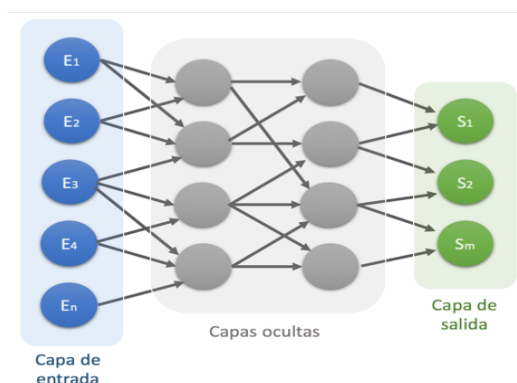 E1
E2
E3
E4
En
S1
S2
Sm
Capas ocultas
Capa de
salida
Capa de
entrada